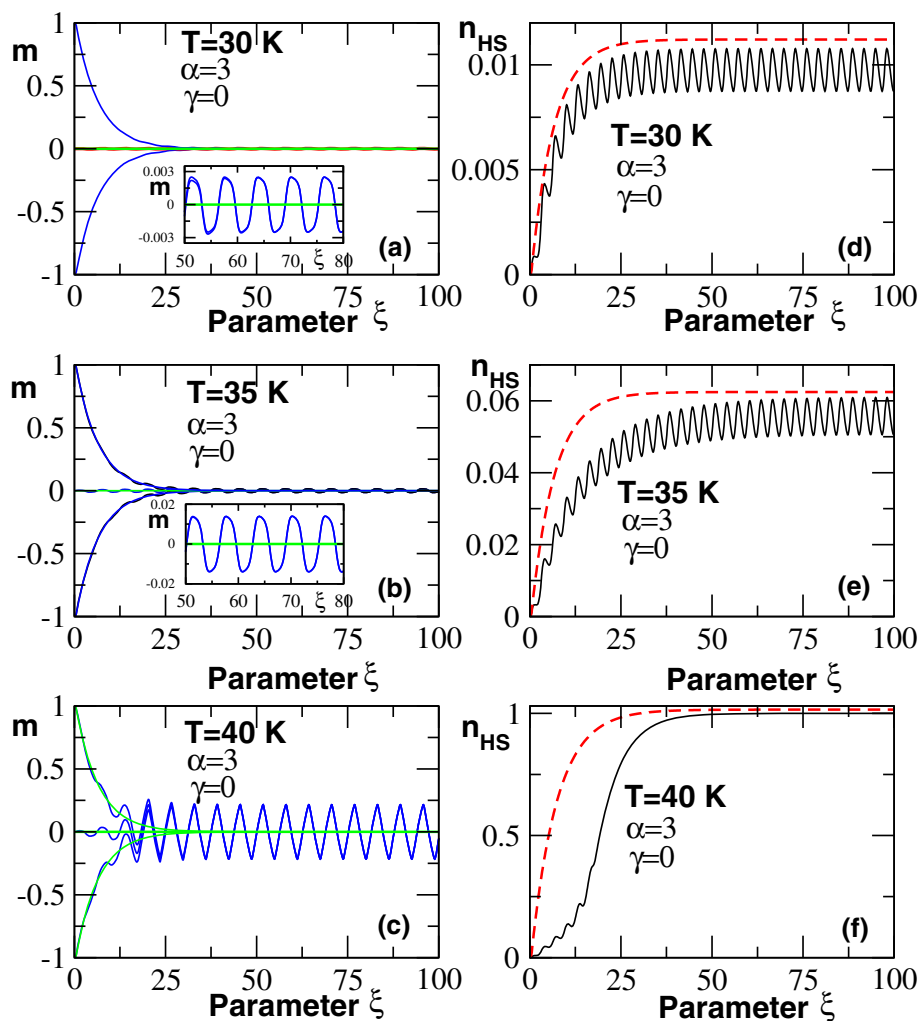 m
1
0.5
0
-0.5
-1
T=30 K
α=3
γ=0
m
0.003
0
-0.003
50 60 70 ξ 80
(a)
0 25 50 75 100
Parameter ξ
n_HS
0.01
0.005
0
T=30 K
α=3
γ=0
(d)
0 25 50 75 100
Parameter ξ
m
1
0.5
0
-0.5
-1
T=35 K
α=3
γ=0
m
0.02
0
-0.02
50 60 70 ξ 80
(b)
0 25 50 75 100
Parameter ξ
n_HS
0.06
0.04
0.02
0
T=35 K
α=3
γ=0
(e)
0 25 50 75 100
Parameter ξ
m
1
0.5
0
-0.5
-1
T=40 K
α=3
γ=0
(c)
0 25 50 75 100
Parameter ξ
n_HS
1
0.5
0
T=40 K
α=3
γ=0
(f)
0 25 50 75 100
Parameter ξ